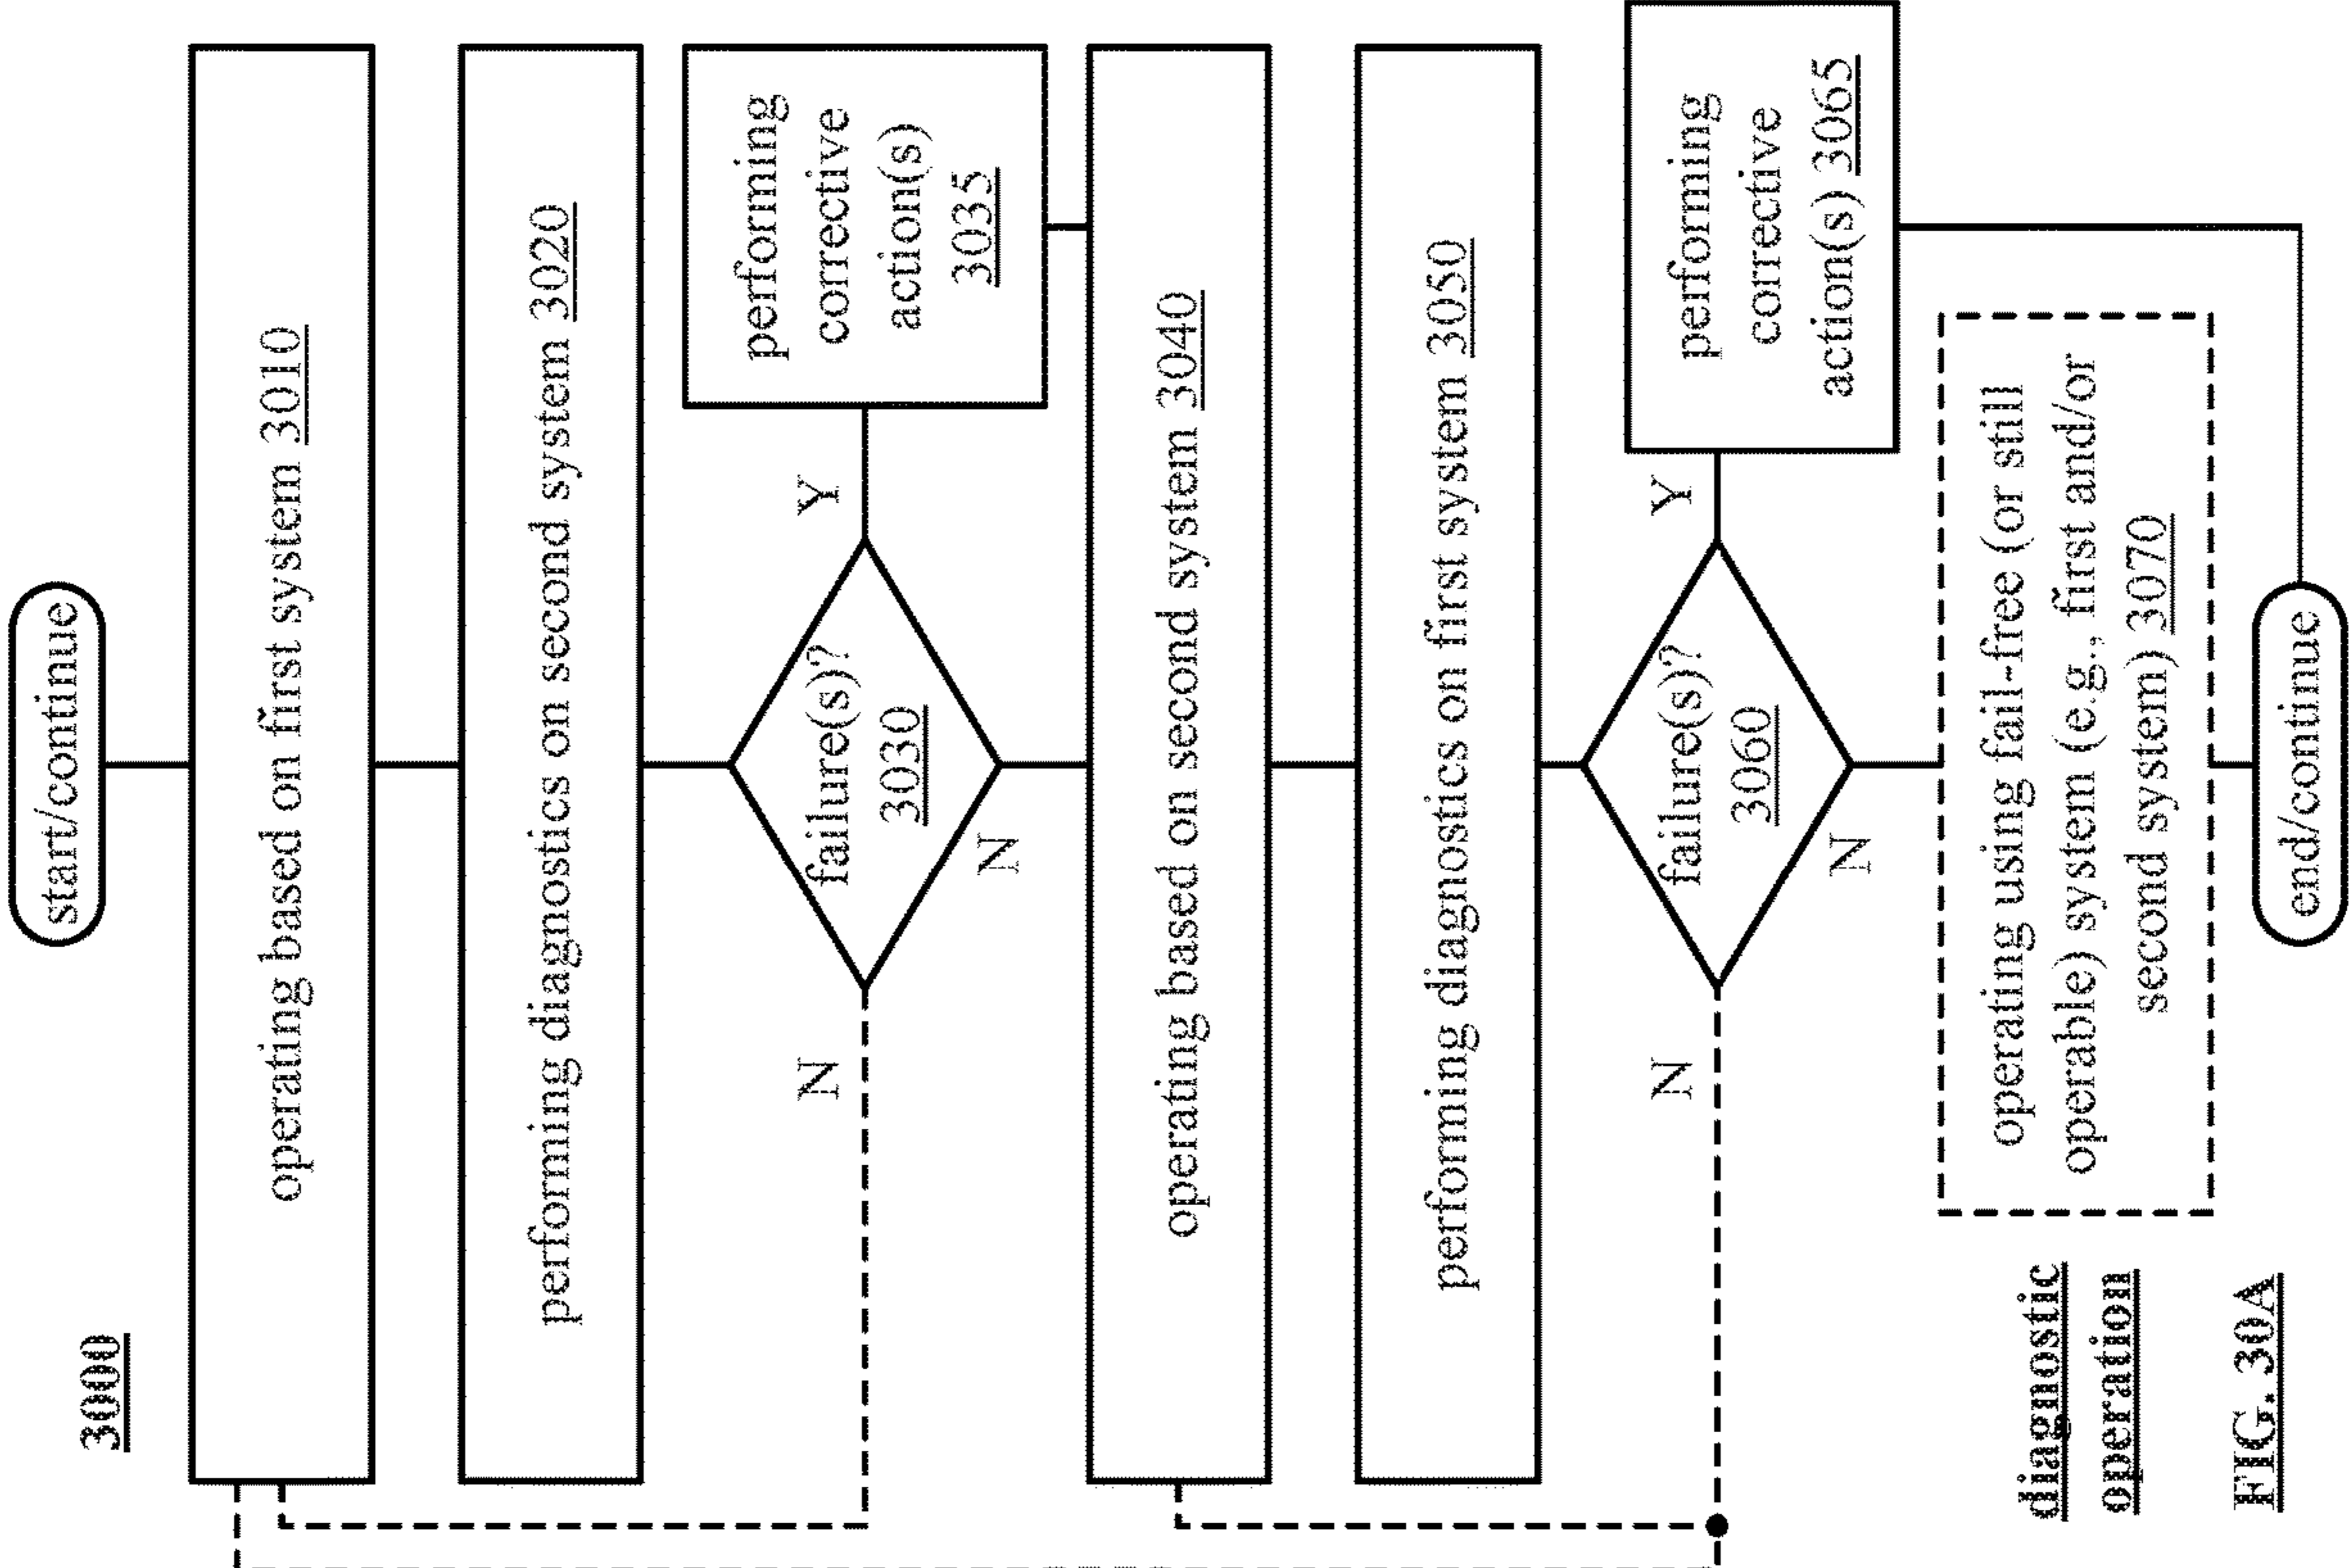 3000
start/continue
operating based on first system 3010
performing diagnostics on second system 3020
failure(s)?
3030
Y
N
N
performing
corrective
action(s)
3035
operating based on second system 3040
performing diagnostics on first system 3050
failure(s)?
3060
Y
N
N
performing
corrective
action(s) 3065
operating using fail-free (or still
operable) system (e.g., first and/or
second system) 3070
end/continue
diagnostic
operation
FIG. 30A